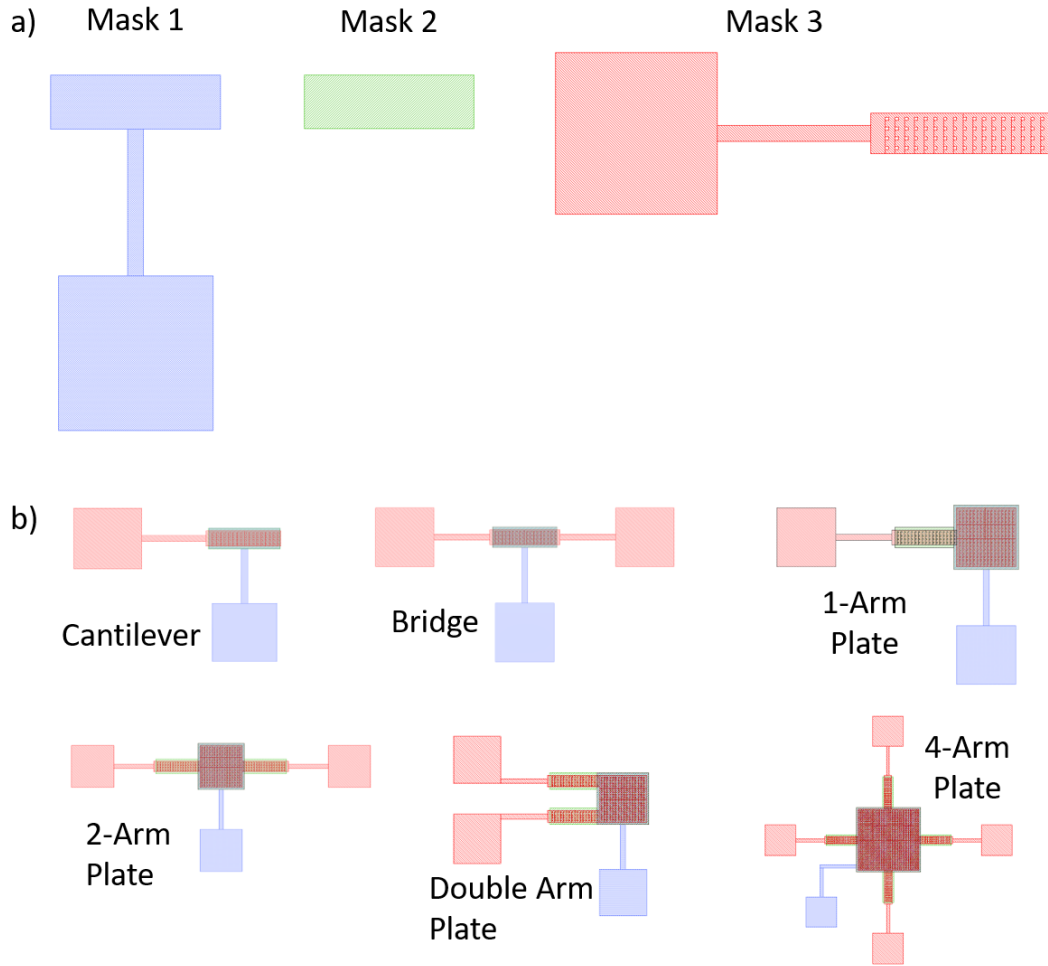 a)
Mask 1
Mask 2
Mask 3
b)
Cantilever
Bridge
1-Arm
Plate
2-Arm
Plate
Double Arm
Plate
4-Arm
Plate